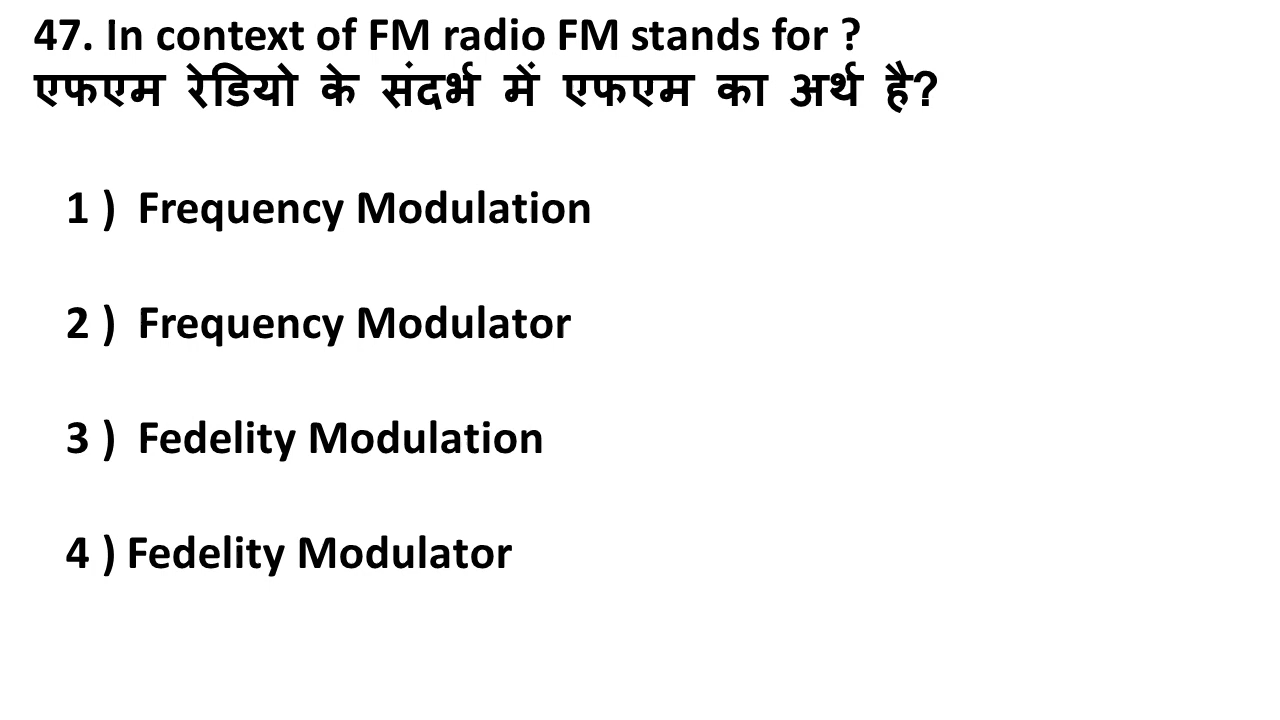 47. In context of FM radio FM stands for ?
एफएम रेडियो के संदर्भ में एफएम का अर्थ है?
1 ) Frequency Modulation
2 ) Frequency Modulator
3 ) Fedelity Modulation
4 ) Fedelity Modulator